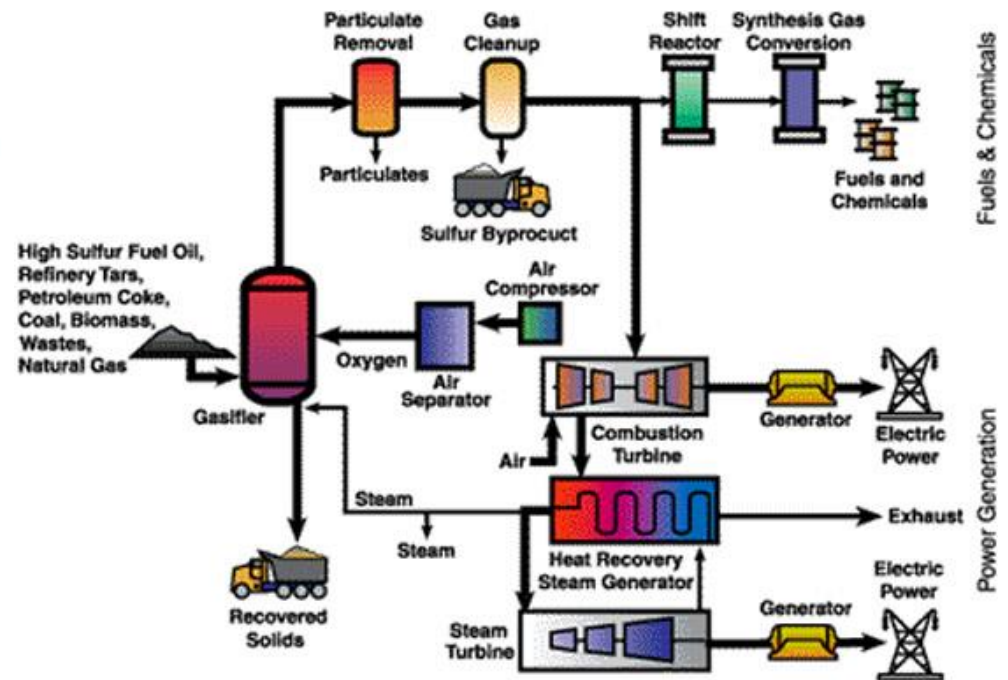 Particulate
Removal
Gas
Cleanup
Shift
Reactor
Synthesis Gas
Conversion
Fuels & Chemicals
Particulates
Sulfur Byprocuct
Fuels and
Chemicals
High Sulfur Fuel Oil,
Refinery Tars,
Petroleum Coke,
Coal, Biomass,
Wastes,
Natural Gas
Gasifier
Oxygen
Air
Separator
Air
Compressor
Air
Combustion
Turbine
Generator
Electric
Power
Steam
Steam
Heat Recovery
Steam Generator
Exhaust
Power Generation
Recovered
Solids
Steam
Turbine
Generator
Electric
Power